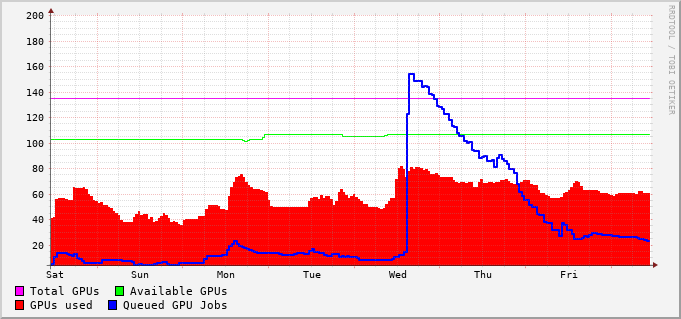 200
180
160
140
120
100
80
60
40
20
Sat Sun Mon Tue Wed Thu Fri
Total GPUs Available GPUs
GPUs used Queued GPU Jobs
RRDTOOL / TOBI OETIKER